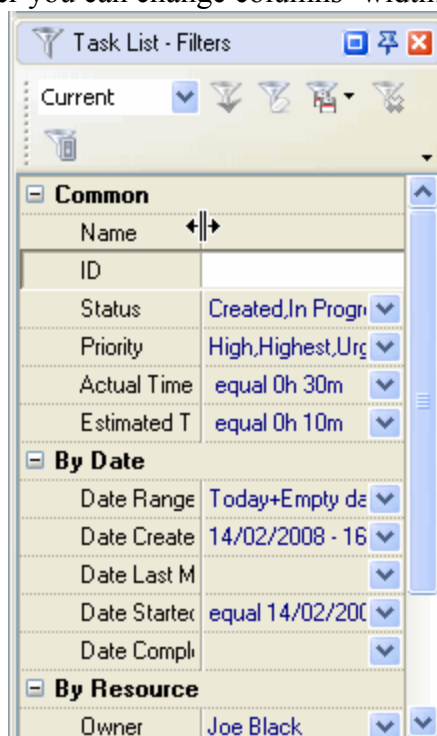 er you can change columns' width
Task List - Filters
Current
Common
Name
ID
Status Created,In Progr
Priority High,Highest,Urg
Actual Time equal 0h 30m
Estimated T equal 0h 10m
By Date
Date Range Today+Empty da
Date Create 14/02/2008 - 16
Date Last M
Date Started equal 14/02/200
Date Compl
By Resource
Owner Joe Black